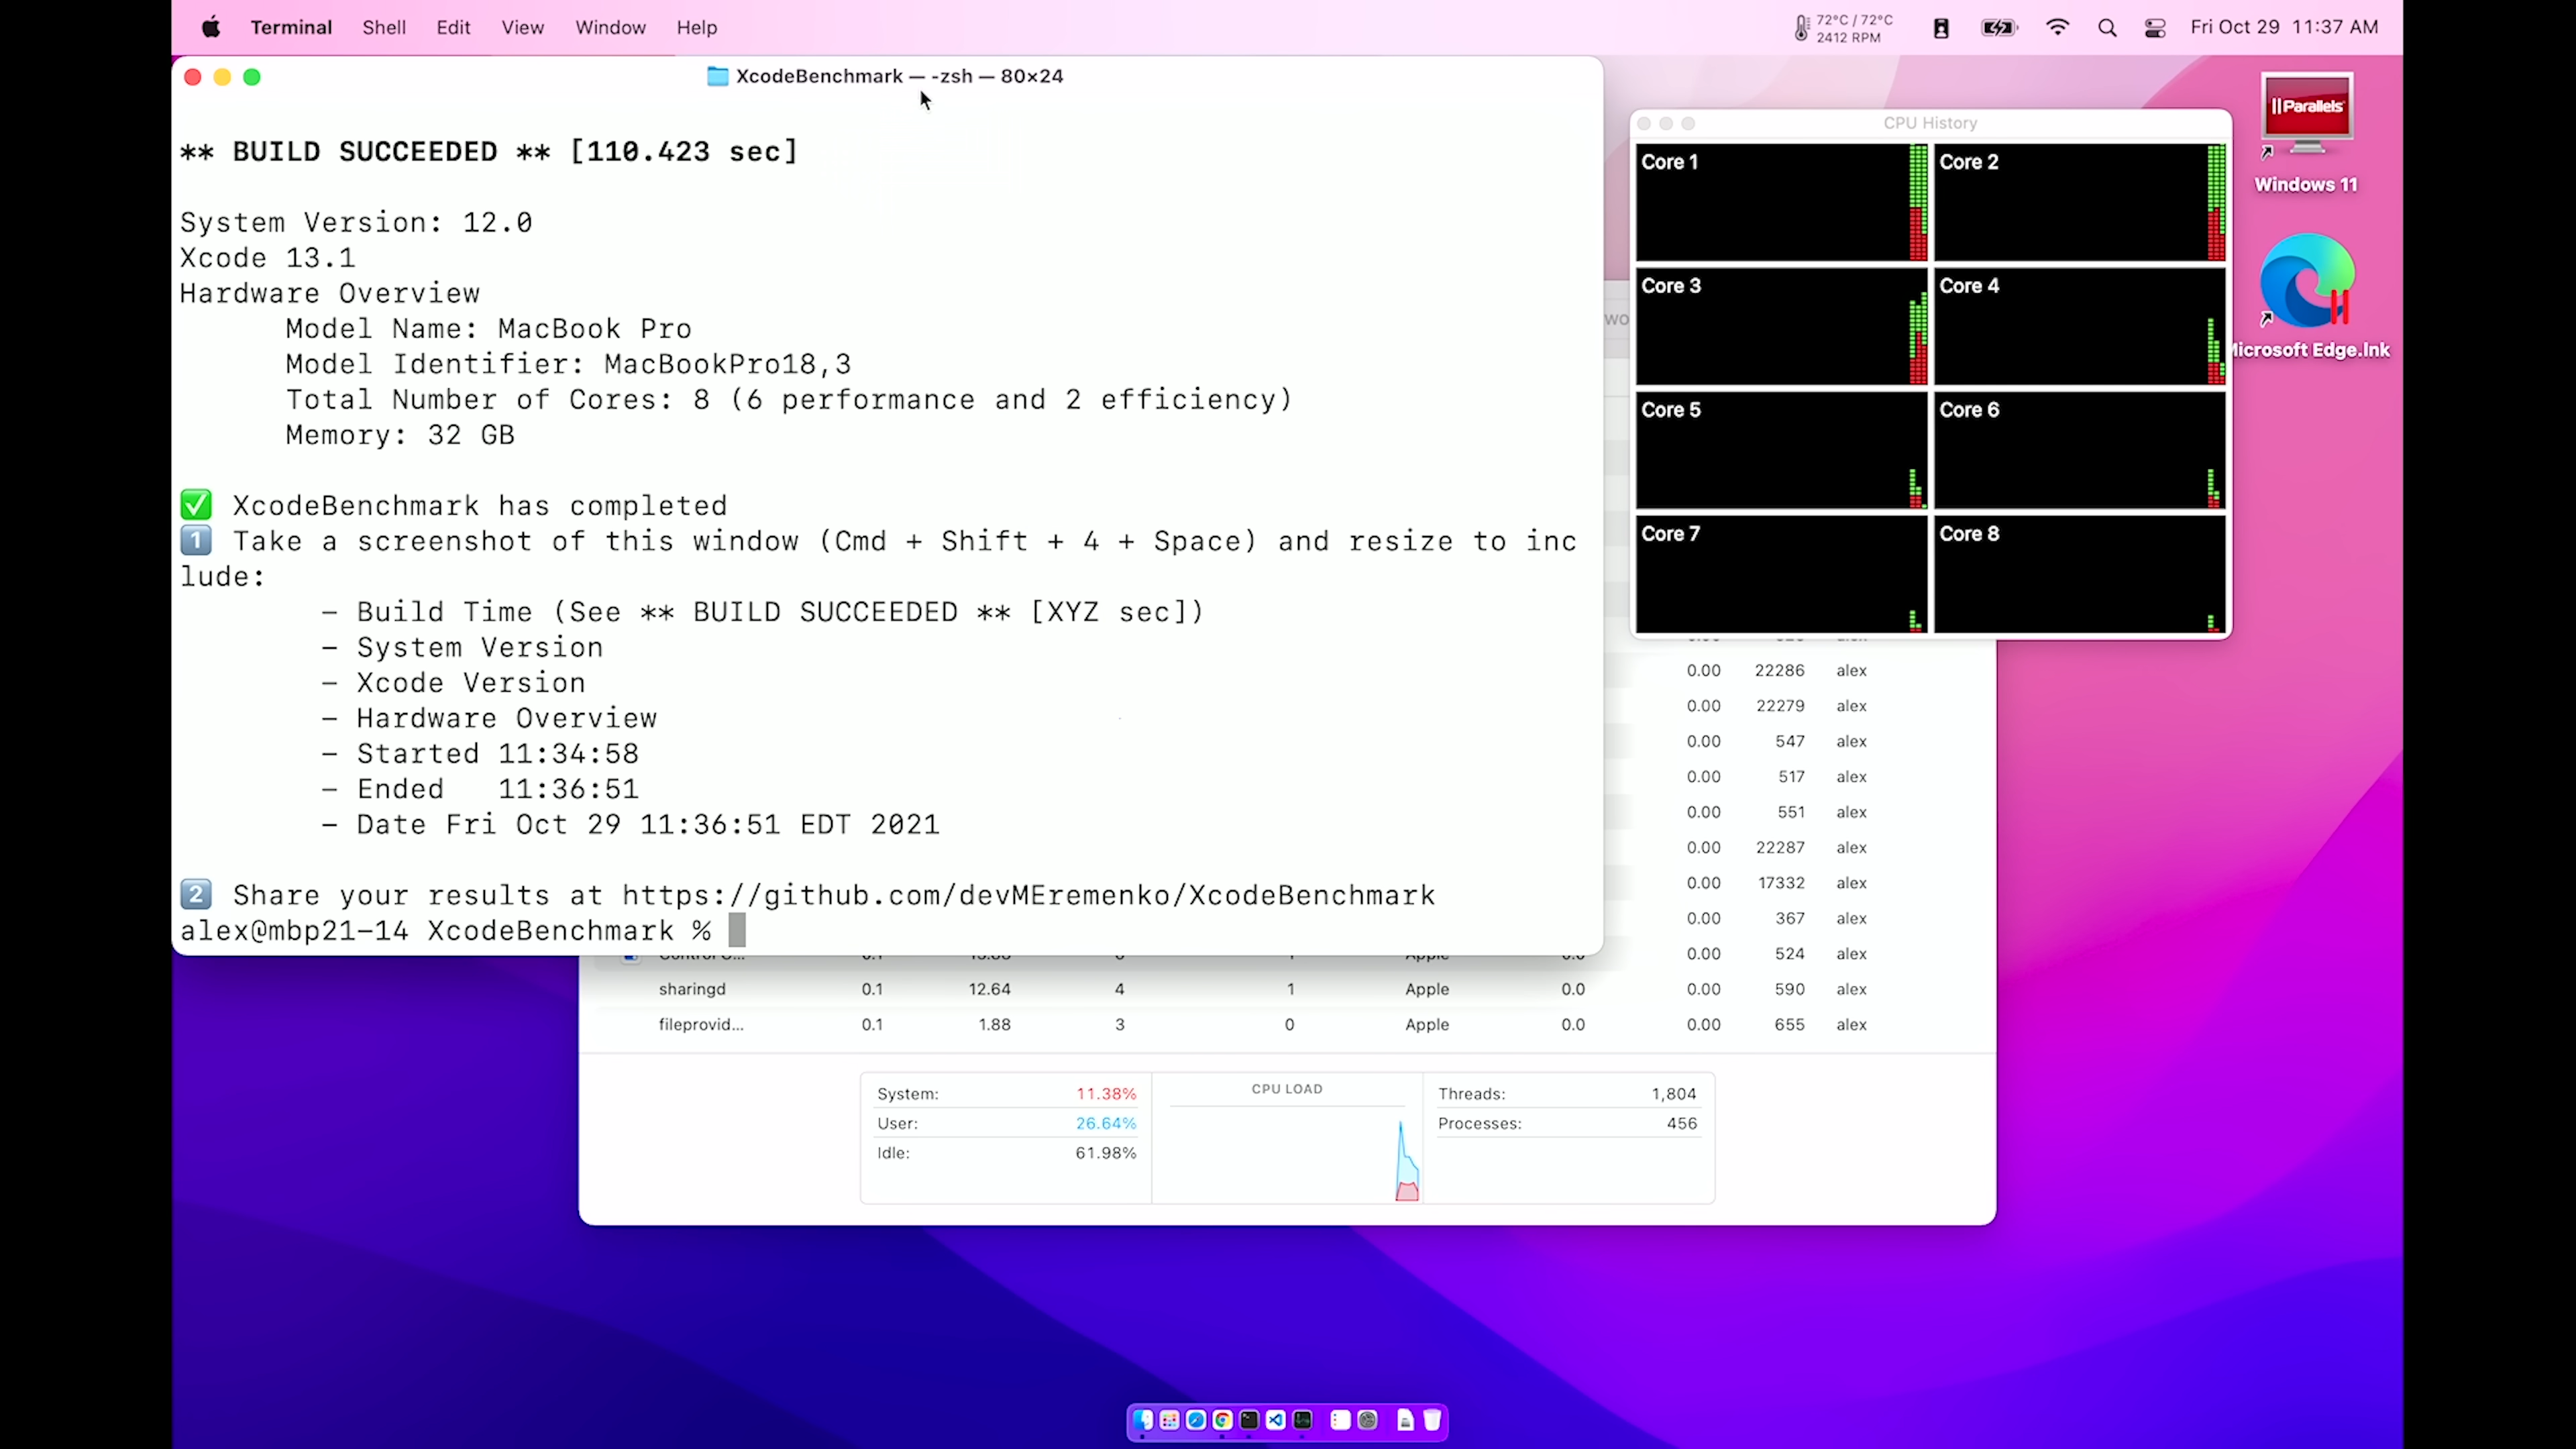 Terminal Shell Edit View Window Help
72°C / 72°C
2412 RPM
Fri Oct 29 11:37 AM
XcodeBenchmark — -zsh — 80×24
** BUILD SUCCEEDED ** [110.423 sec]
System Version: 12.0
Xcode 13.1
Hardware Overview
Model Name: MacBook Pro
Model Identifier: MacBookPro18,3
Total Number of Cores: 8 (6 performance and 2 efficiency)
Memory: 32 GB
✅ XcodeBenchmark has completed
1️⃣ Take a screenshot of this window (Cmd + Shift + 4 + Space) and resize to inc
lude:
– Build Time (See ** BUILD SUCCEEDED ** [XYZ sec])
– System Version
– Xcode Version
– Hardware Overview
– Started 11:34:58
– Ended 11:36:51
– Date Fri Oct 29 11:36:51 EDT 2021
2️⃣ Share your results at https://github.com/devMEremenko/XcodeBenchmark
alex@mbp21-14 XcodeBenchmark %
CPU History
Core 1 Core 2
Core 3 Core 4
Core 5 Core 6
Core 7 Core 8
||Parallels
Windows 11
Microsoft Edge.lnk
0.00 22286 alex
0.00 22279 alex
0.00 547 alex
0.00 517 alex
0.00 551 alex
0.00 22287 alex
0.00 17332 alex
0.00 367 alex
0.00 524 alex
sharingd 0.1 12.64 4 1 Apple 0.0 0.00 590 alex
fileprovid... 0.1 1.88 3 0 Apple 0.0 0.00 655 alex
System: 11.38%
User: 26.64%
Idle: 61.98%
CPU LOAD
Threads: 1,804
Processes: 456